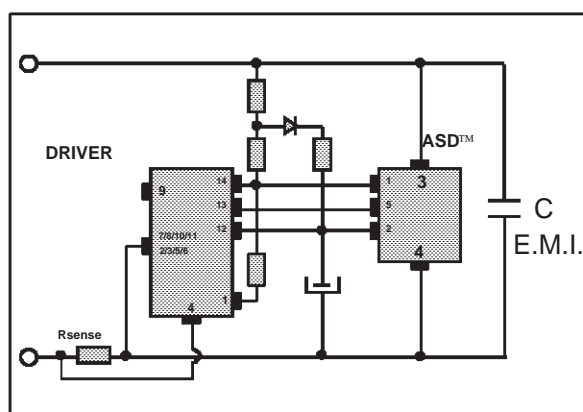 DRIVER
ASD™
9
14
13
12
7/8/10/11
2/3/5/6
1
4
1
5
2
3
4
C
E.M.I.
Rsense